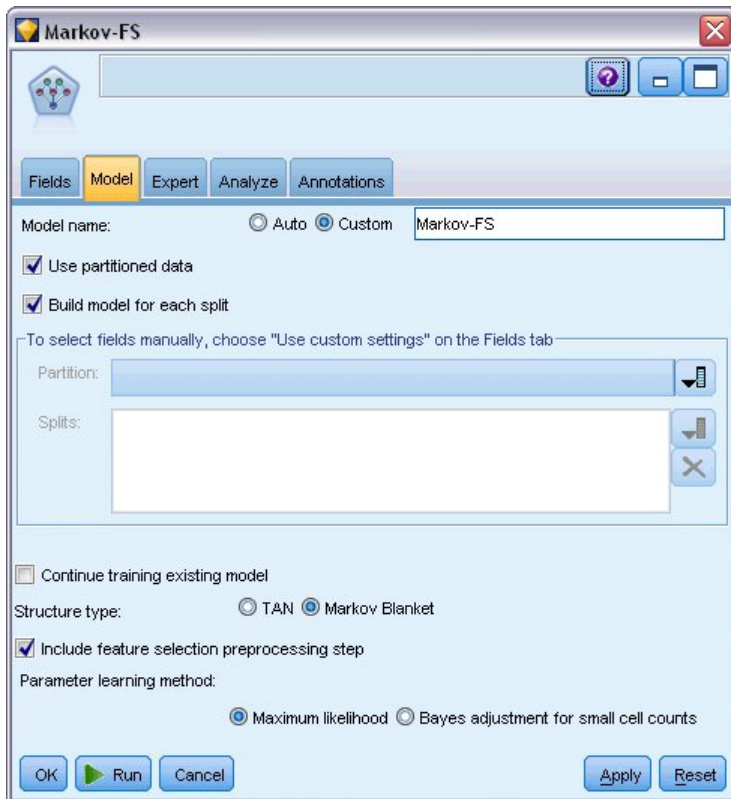 Markov-FS
Fields Model Expert Analyze Annotations
Model name: Auto Custom Markov-FS
Use partitioned data
Build model for each split
To select fields manually, choose "Use custom settings" on the Fields tab
Partition:
Splits:
Continue training existing model
Structure type: TAN Markov Blanket
Include feature selection preprocessing step
Parameter learning method:
Maximum likelihood Bayes adjustment for small cell counts
OK Run Cancel Apply Reset